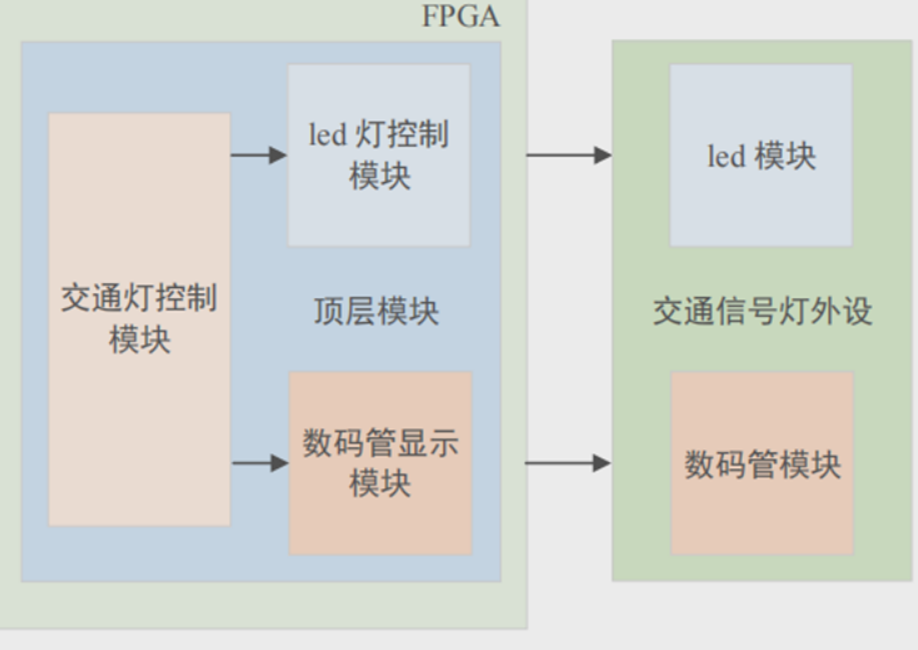 FPGA
led 灯控制
模块
led 模块
交通灯控制
模块
顶层模块
交通信号灯外设
数码管显示
模块
数码管模块